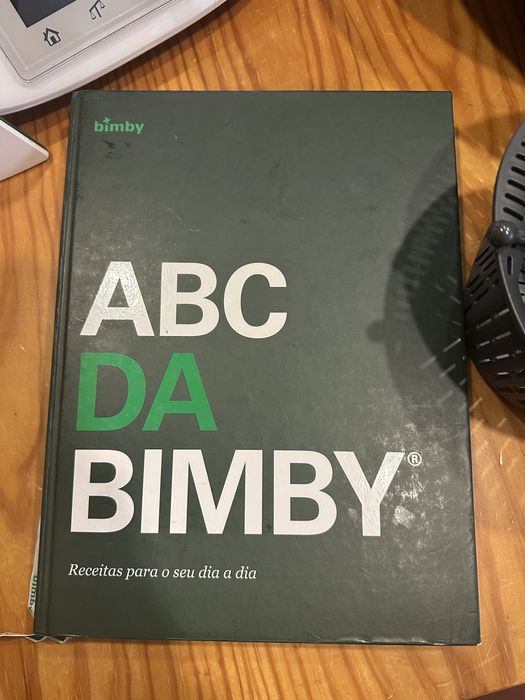 bimby
ABC
DA
BIMBY®
Receitas para o seu dia a dia